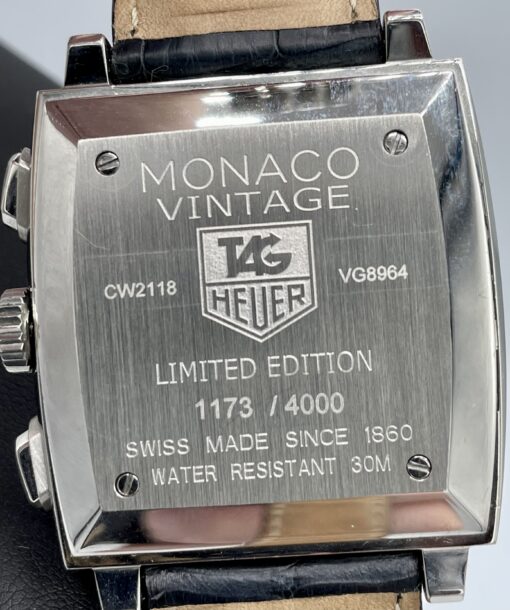 MONACO
VINTAGE
TAG
HEUER
CW2118
VG8964
LIMITED EDITION
1173 / 4000
SWISS MADE SINCE 1860
WATER RESISTANT 30M